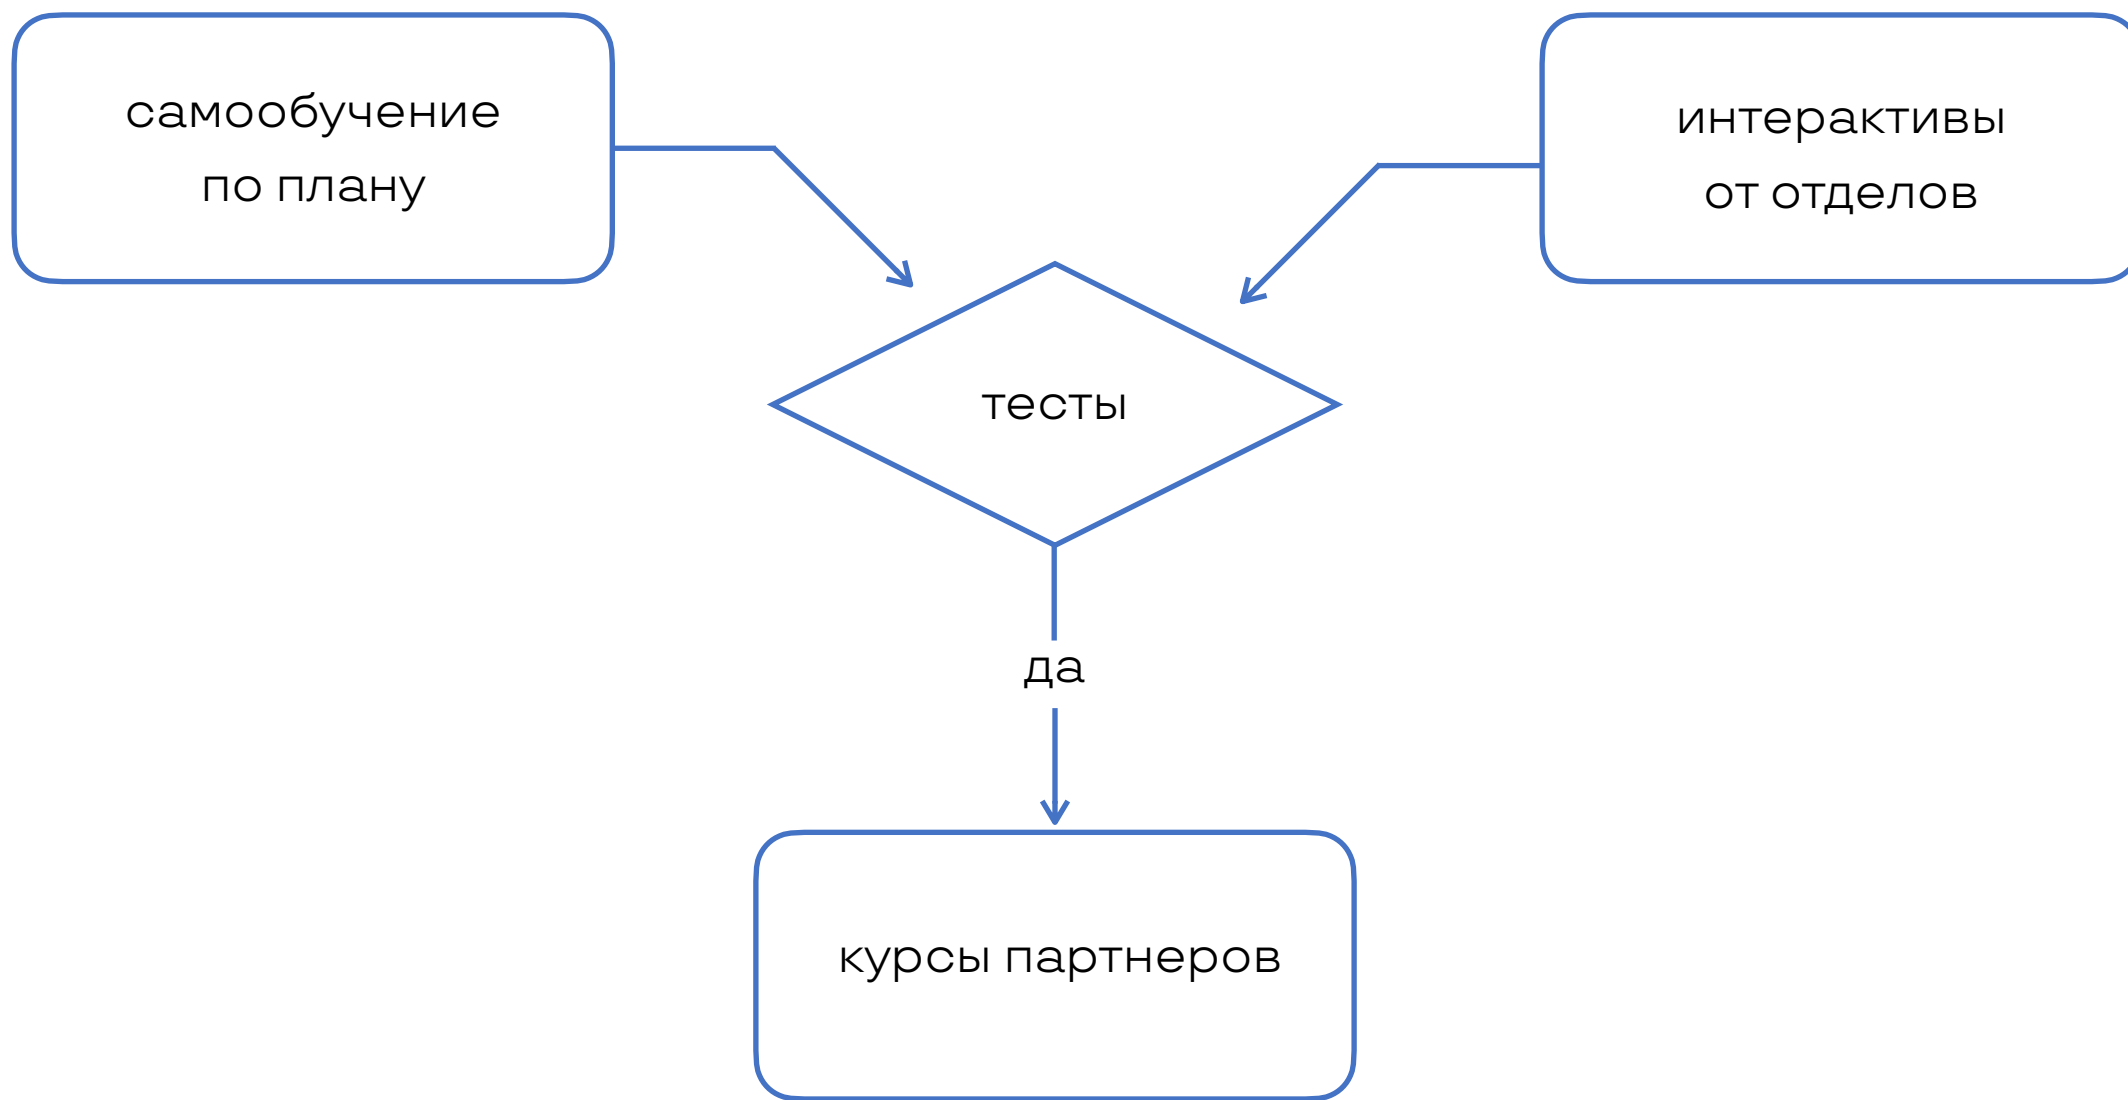 самообучение
по плану
интерактивы
от отделов
тесты
да
курсы партнеров